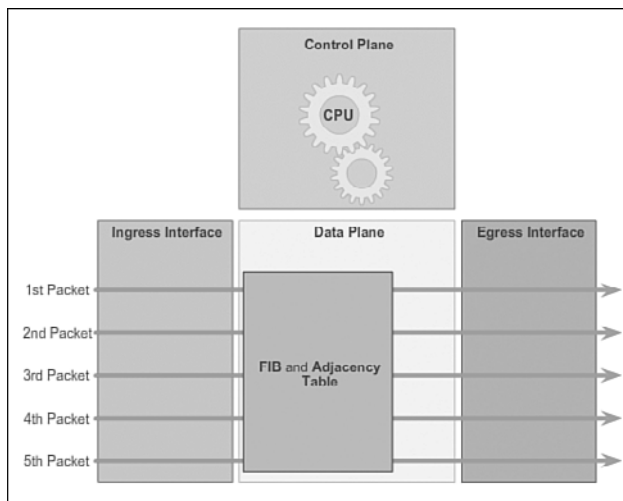 Control Plane
CPU
Ingress Interface
Data Plane
Egress Interface
1st Packet
2nd Packet
3rd Packet
4th Packet
5th Packet
FIB and Adjacency
Table